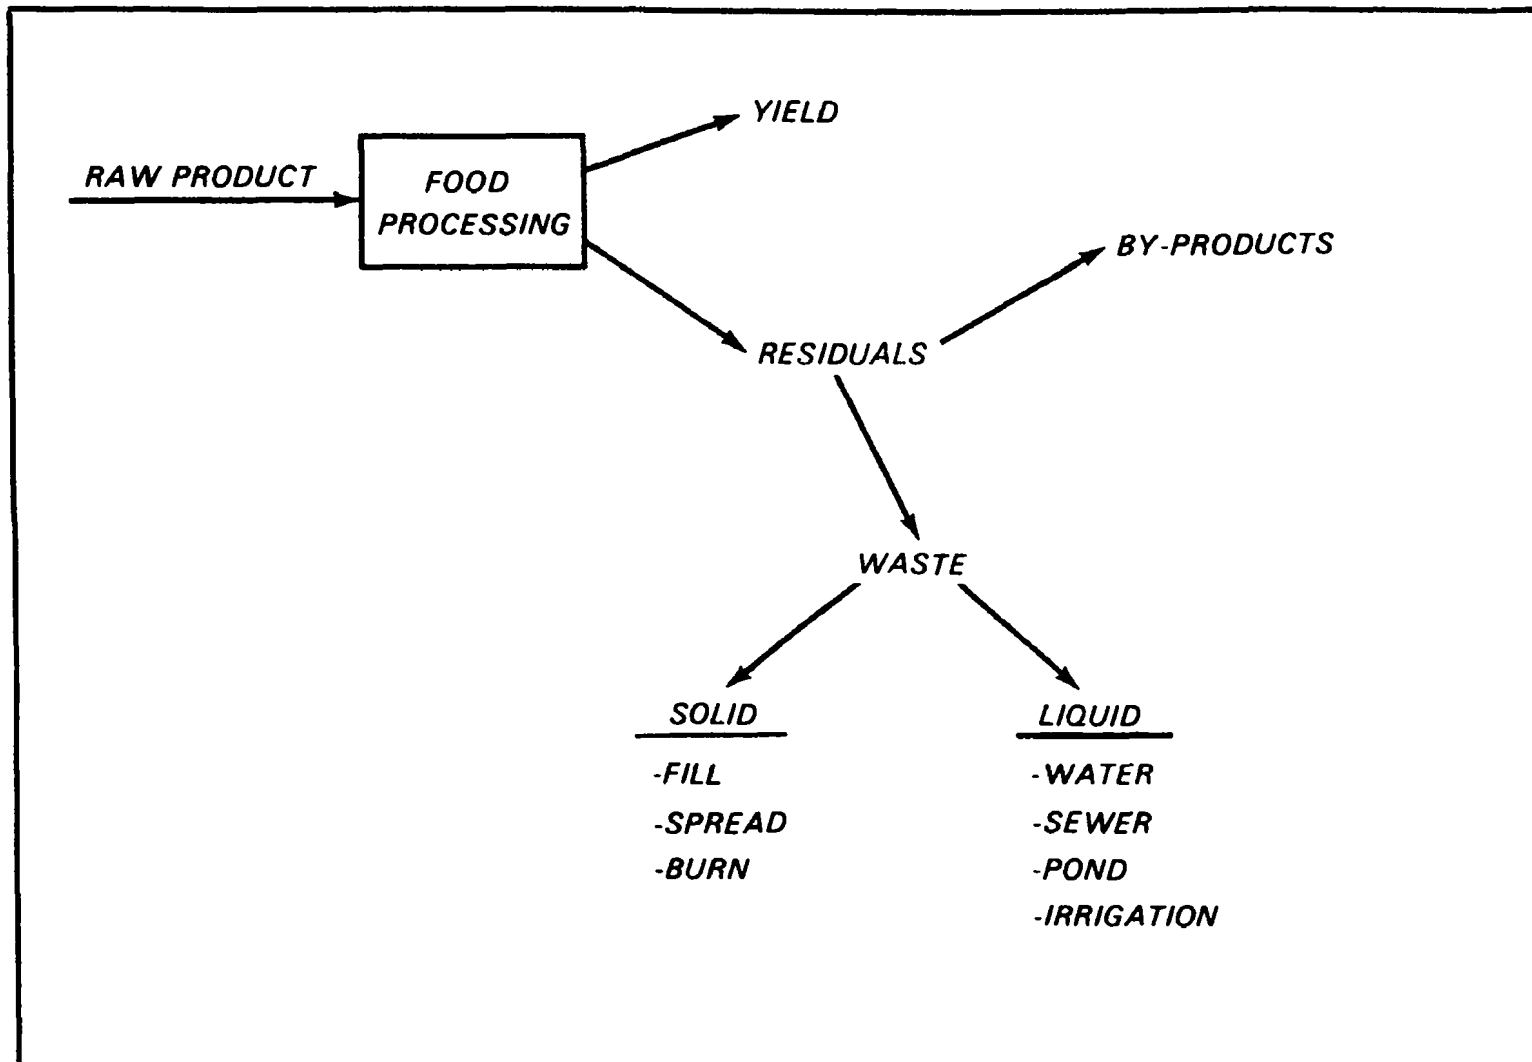 YIELD
RAW PRODUCT
FOOD
PROCESSING
BY-PRODUCTS
RESIDUALS
WASTE
SOLID
-FILL
-SPREAD
-BURN
LIQUID
-WATER
-SEWER
-POND
-IRRIGATION